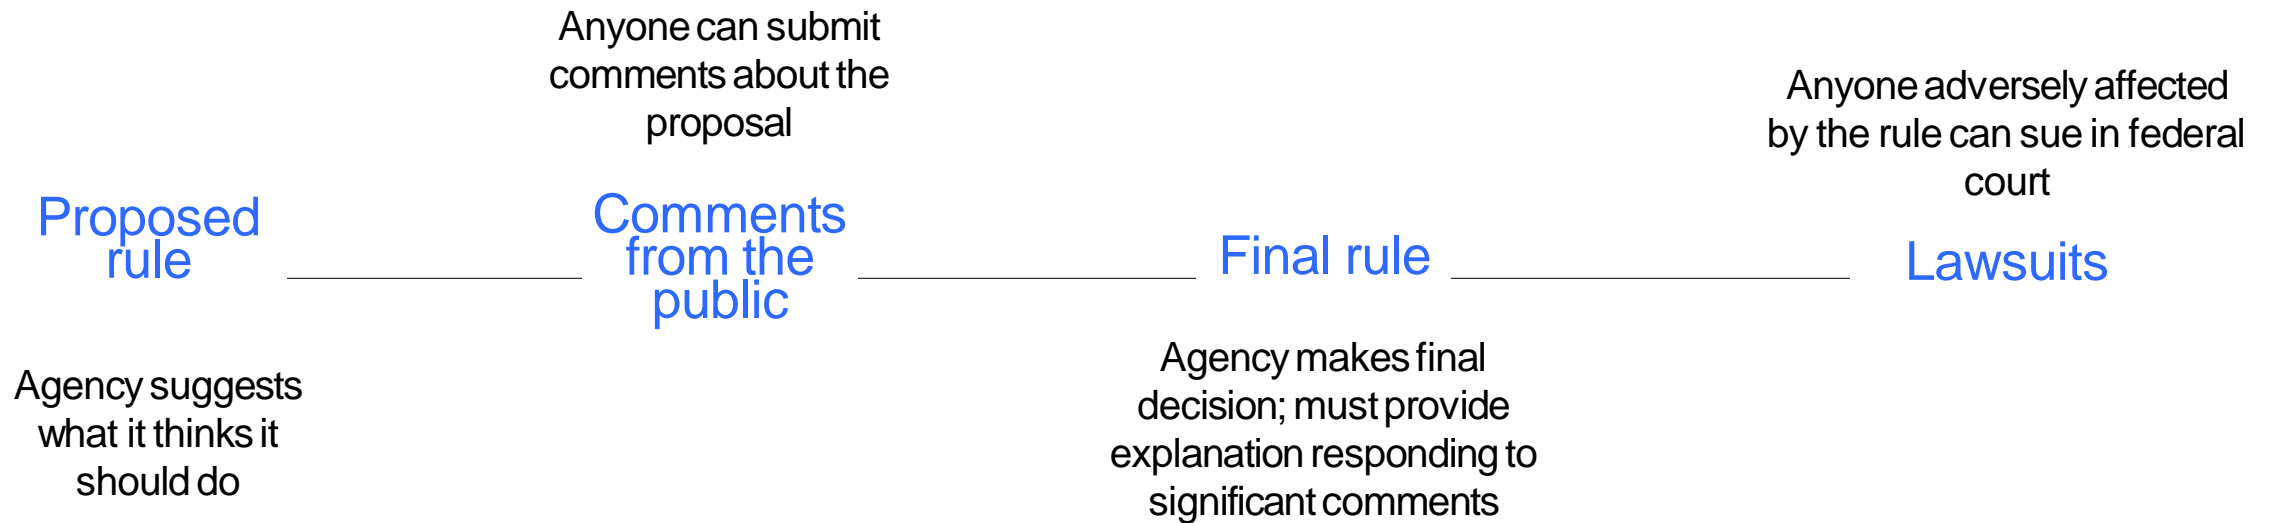 Proposed
rule
Agency suggests
what it thinks it
should do
Anyone can submit
comments about the
proposal
Comments
from the
public
Final rule
Agency makes final
decision; must provide
explanation responding to
significant comments
Anyone adversely affected
by the rule can sue in federal
court
Lawsuits